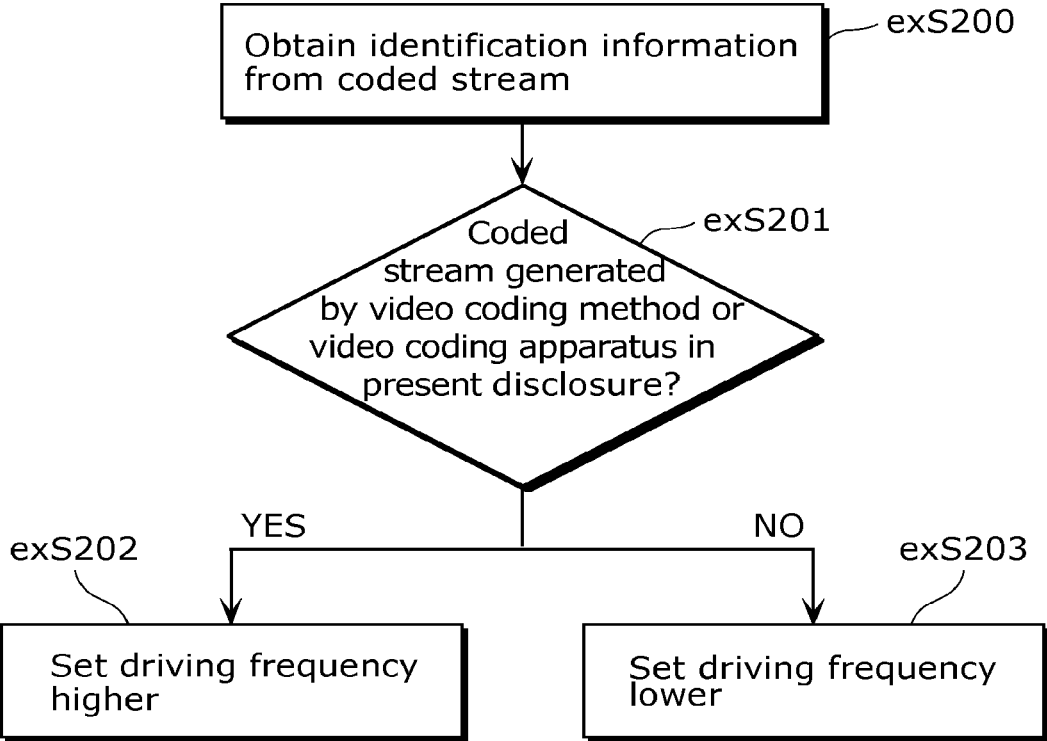 exS200
Obtain identification information
from coded stream
exS201
Coded
stream generated
by video coding method or
video coding apparatus in
present disclosure?
YES
NO
exS202
exS203
Set driving frequency
higher
Set driving frequency
lower